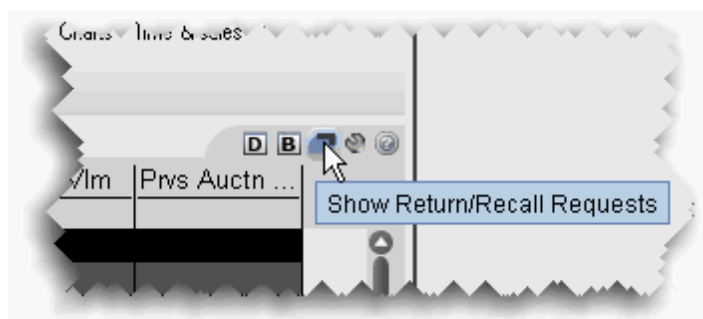 Charts Time & Sales
D B
Vlm Prvs Auctn ...
Show Return/Recall Requests